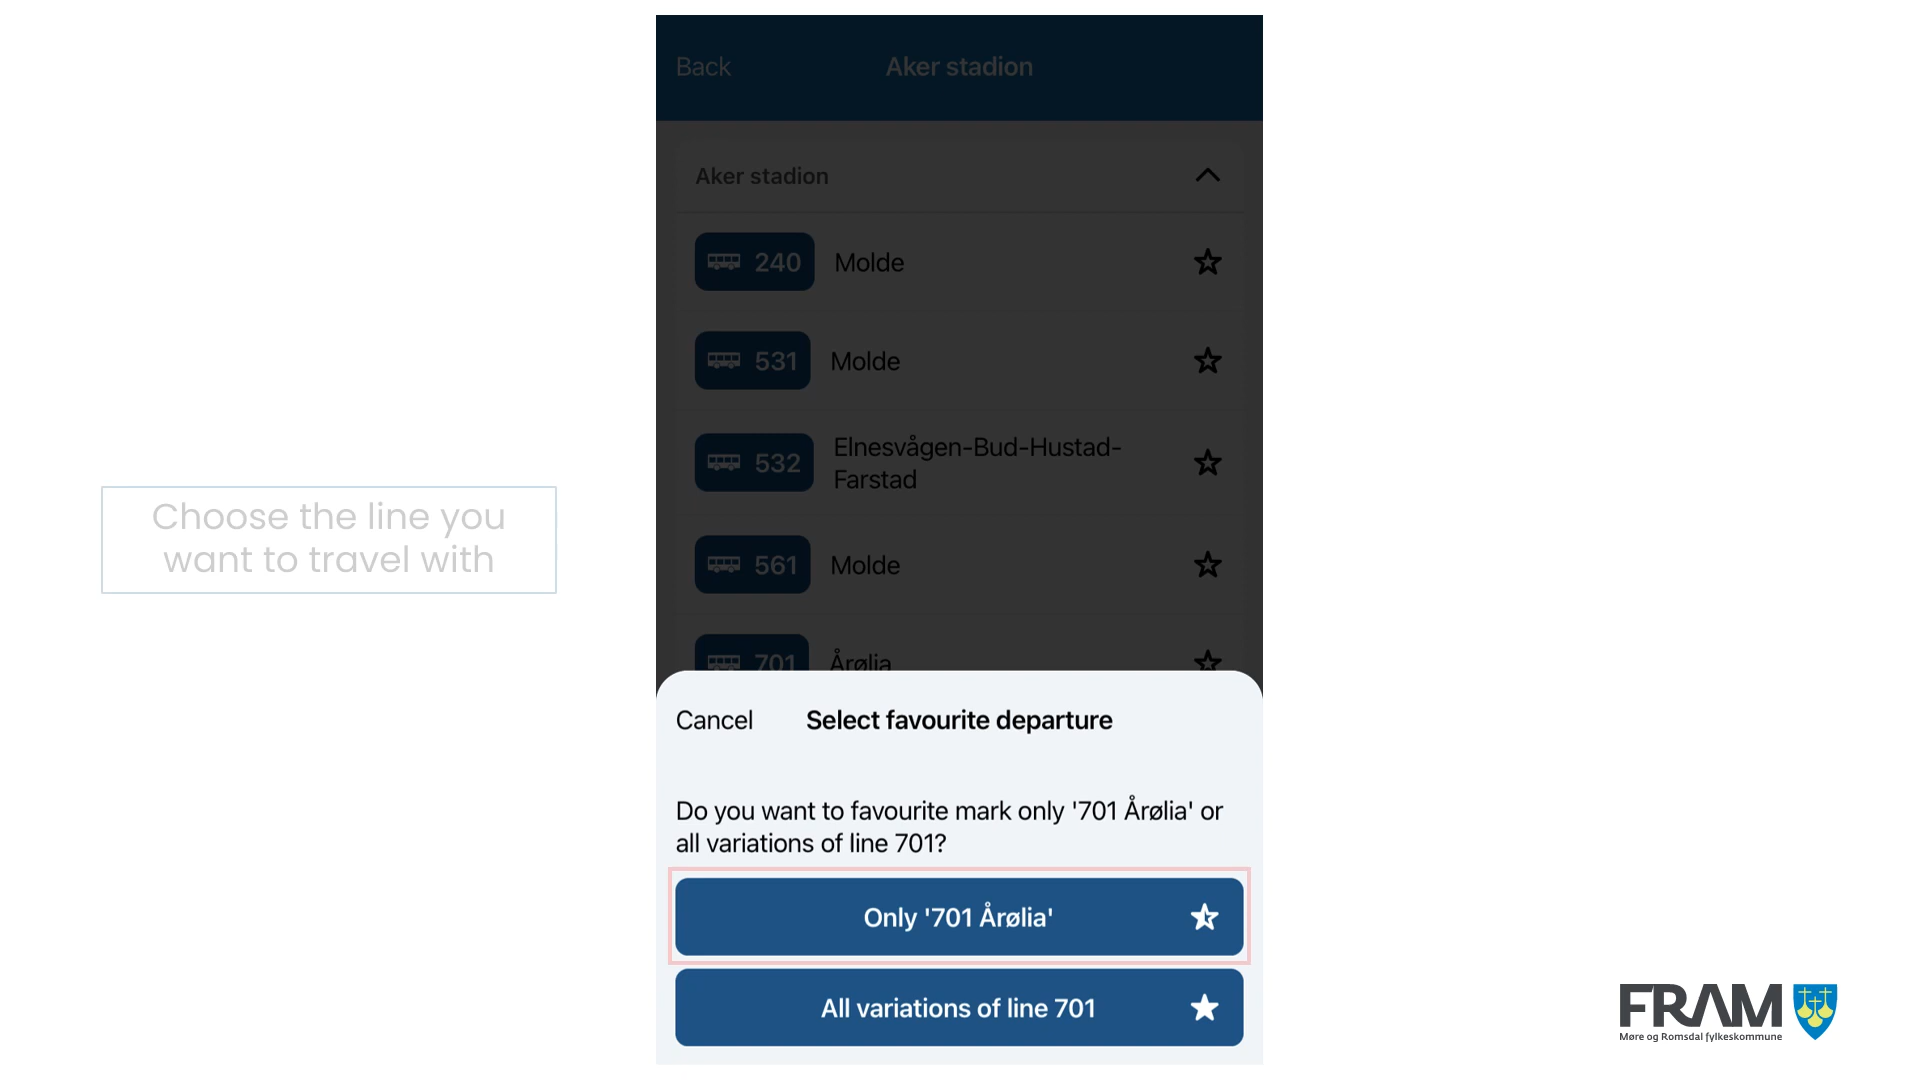 Back
Aker stadion
Aker stadion
240 Molde
531 Molde
532 Elnesvågen-Bud-Hustad-
Farstad
561 Molde
701 Årølia
Choose the line you
want to travel with
Cancel
Select favourite departure
Do you want to favourite mark only '701 Årølia' or
all variations of line 701?
Only '701 Årølia'
All variations of line 701
FRAM
Møre og Romsdal fylkeskommune